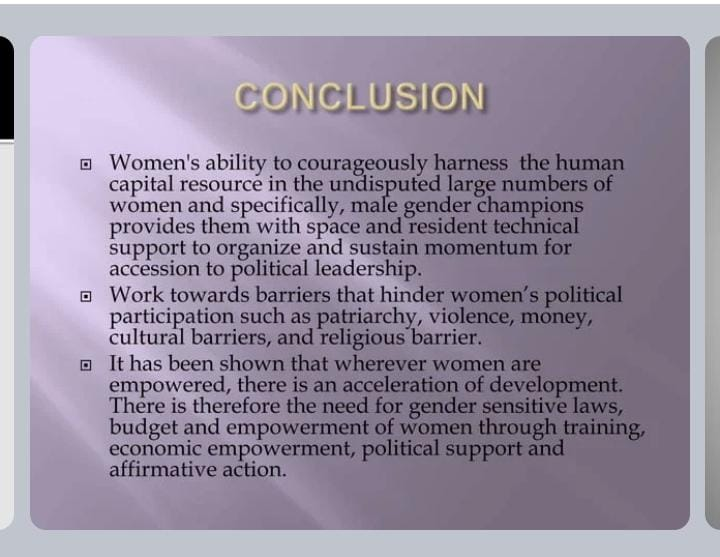 CONCLUSION
Women's ability to courageously harness the human
capital resource in the undisputed large numbers of
women and specifically, male gender champions
provides them with space and resident technical
support to organize and sustain momentum for
accession to political leadership.
Work towards barriers that hinder women's political
participation such as patriarchy, violence, money,
cultural barriers, and religious barrier.
It has been shown that wherever women are
empowered, there is an acceleration of development.
There is therefore the need for gender sensitive laws,
budget and empowerment of women through training,
economic empowerment, political support and
affirmative action.